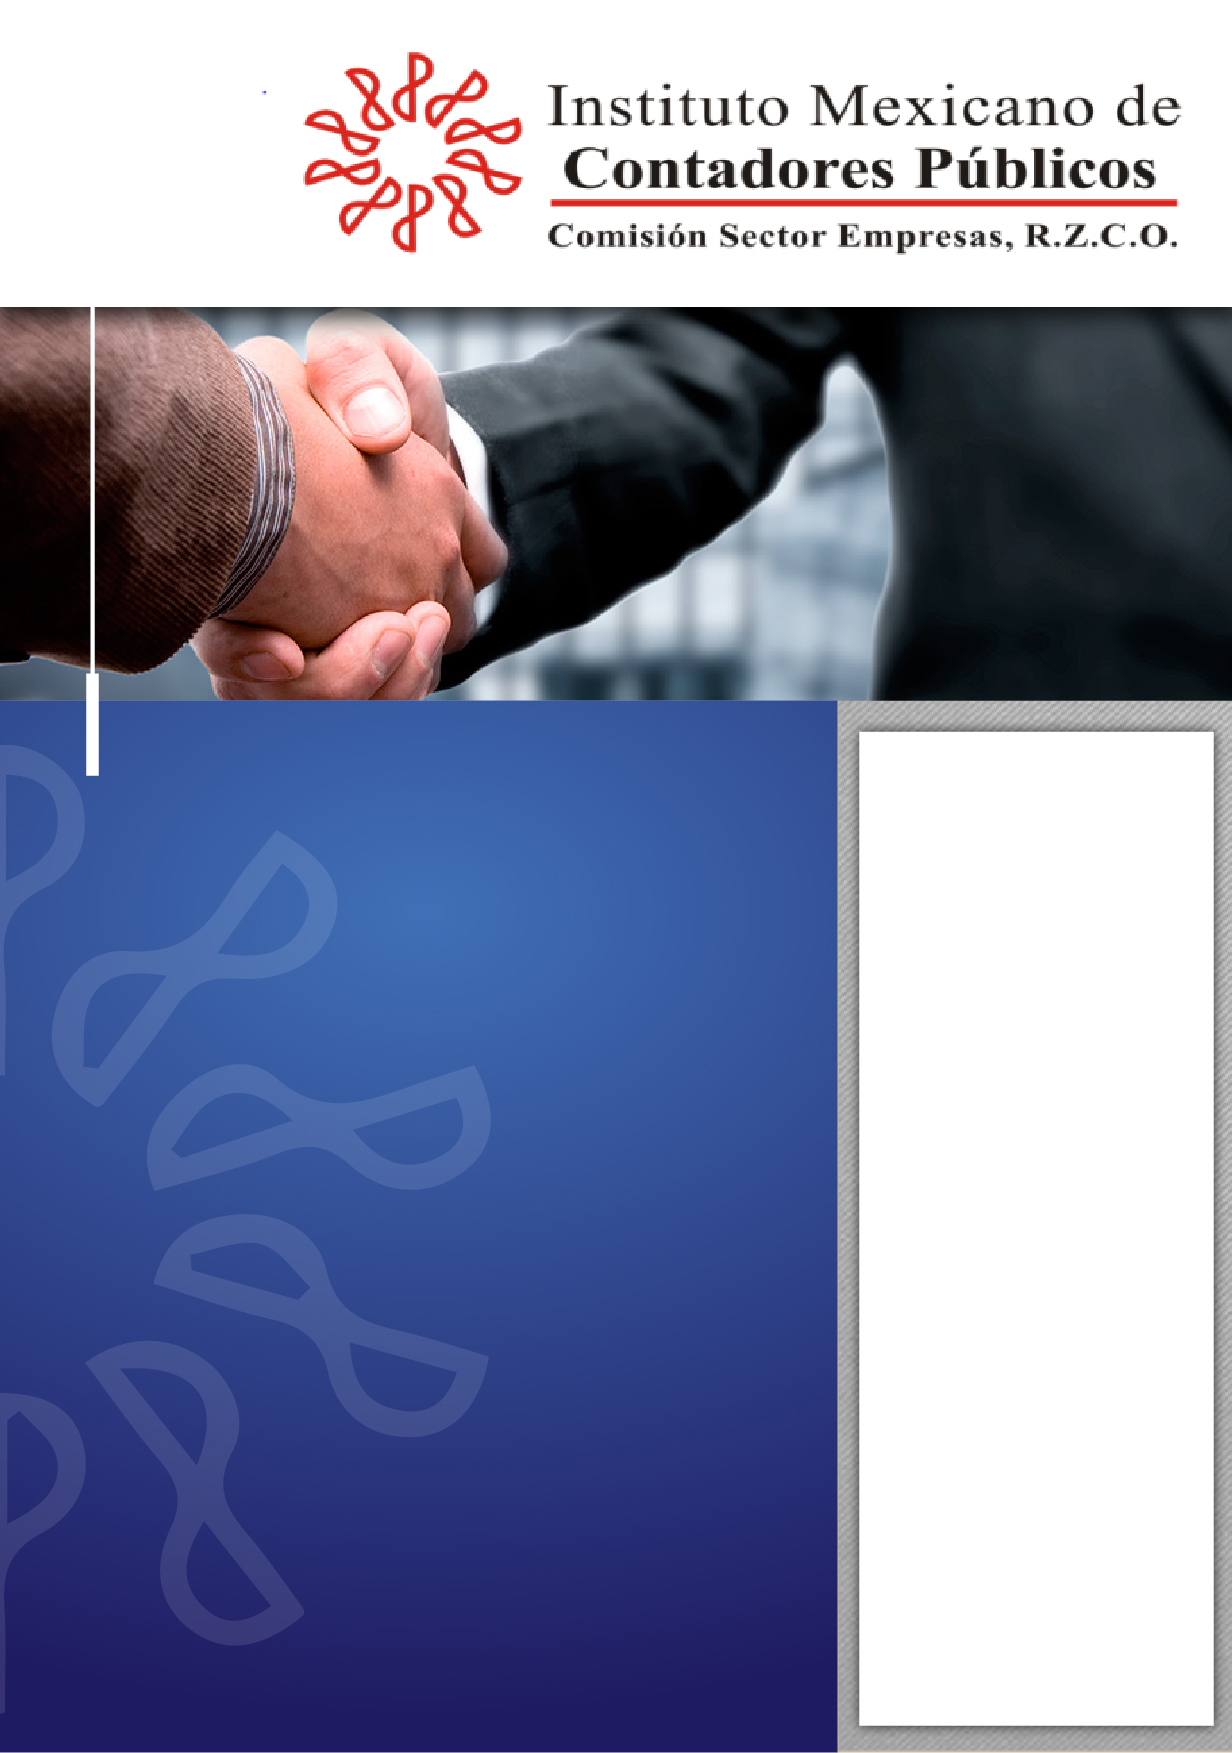 Instituto Mexicano de
Contadores Públicos
Comisión Sector Empresas, R.Z.C.O.